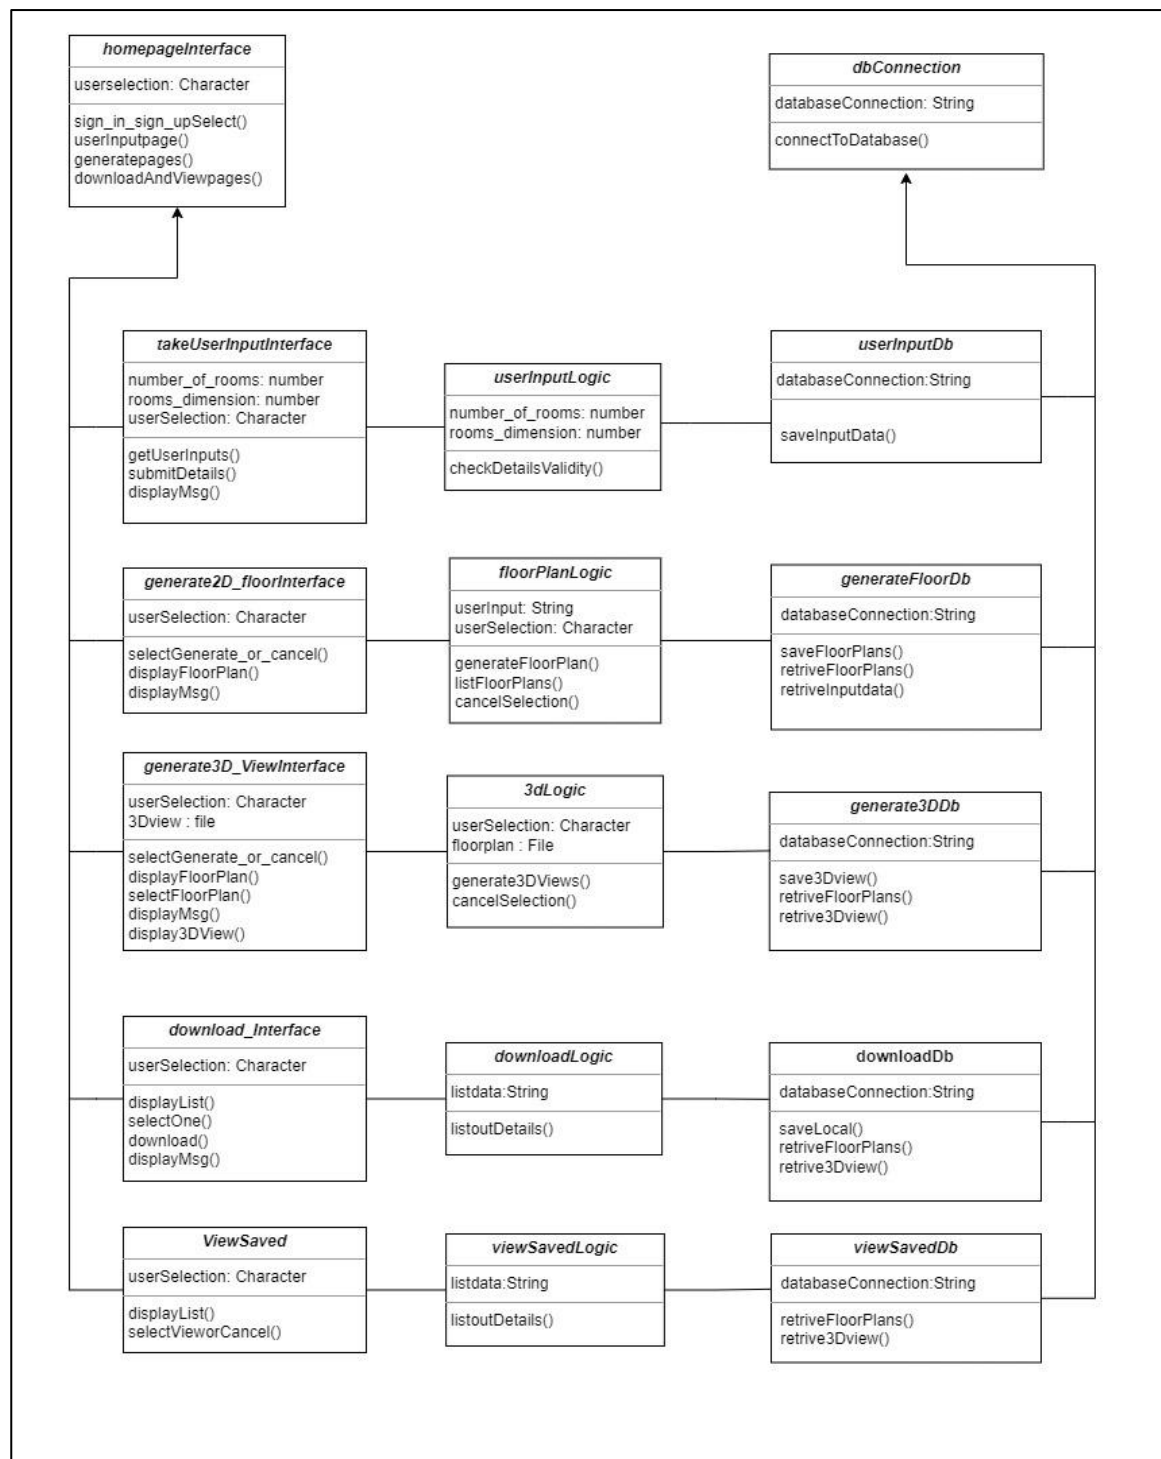 homepageInterface
userselection: Character
sign_in_sign_upSelect()
userInputpage()
generatepages()
downloadAndViewpages()
dbConnection
databaseConnection: String
connectToDatabase()
takeUserInputInterface
number_of_rooms: number
rooms_dimension: number
userSelection: Character
getUserInputs()
submitDetails()
displayMsg()
userInputLogic
number_of_rooms: number
rooms_dimension: number
checkDetailsValidity()
userInputDb
databaseConnection:String
saveInputData()
generate2D_floorInterface
userSelection: Character
selectGenerate_or_cancel()
displayFloorPlan()
displayMsg()
floorPlanLogic
userInput: String
userSelection: Character
generateFloorPlan()
listFloorPlans()
cancelSelection()
generateFloorDb
databaseConnection:String
saveFloorPlans()
retriveFloorPlans()
retriveInputdata()
generate3D_ViewInterface
userSelection: Character
3Dview : file
selectGenerate_or_cancel()
displayFloorPlan()
selectFloorPlan()
displayMsg()
display3DView()
3dLogic
userSelection: Character
floorplan : File
generate3DViews()
cancelSelection()
generate3DDb
databaseConnection:String
save3Dview()
retriveFloorPlans()
retrive3Dview()
download_Interface
userSelection: Character
displayList()
selectOne()
download()
displayMsg()
downloadLogic
listdata:String
listoutDetails()
downloadDb
databaseConnection:String
saveLocal()
retriveFloorPlans()
retrive3Dview()
ViewSaved
userSelection: Character
displayList()
selectVieworCancel()
viewSavedLogic
listdata:String
listoutDetails()
viewSavedDb
databaseConnection:String
retriveFloorPlans()
retrive3Dview()